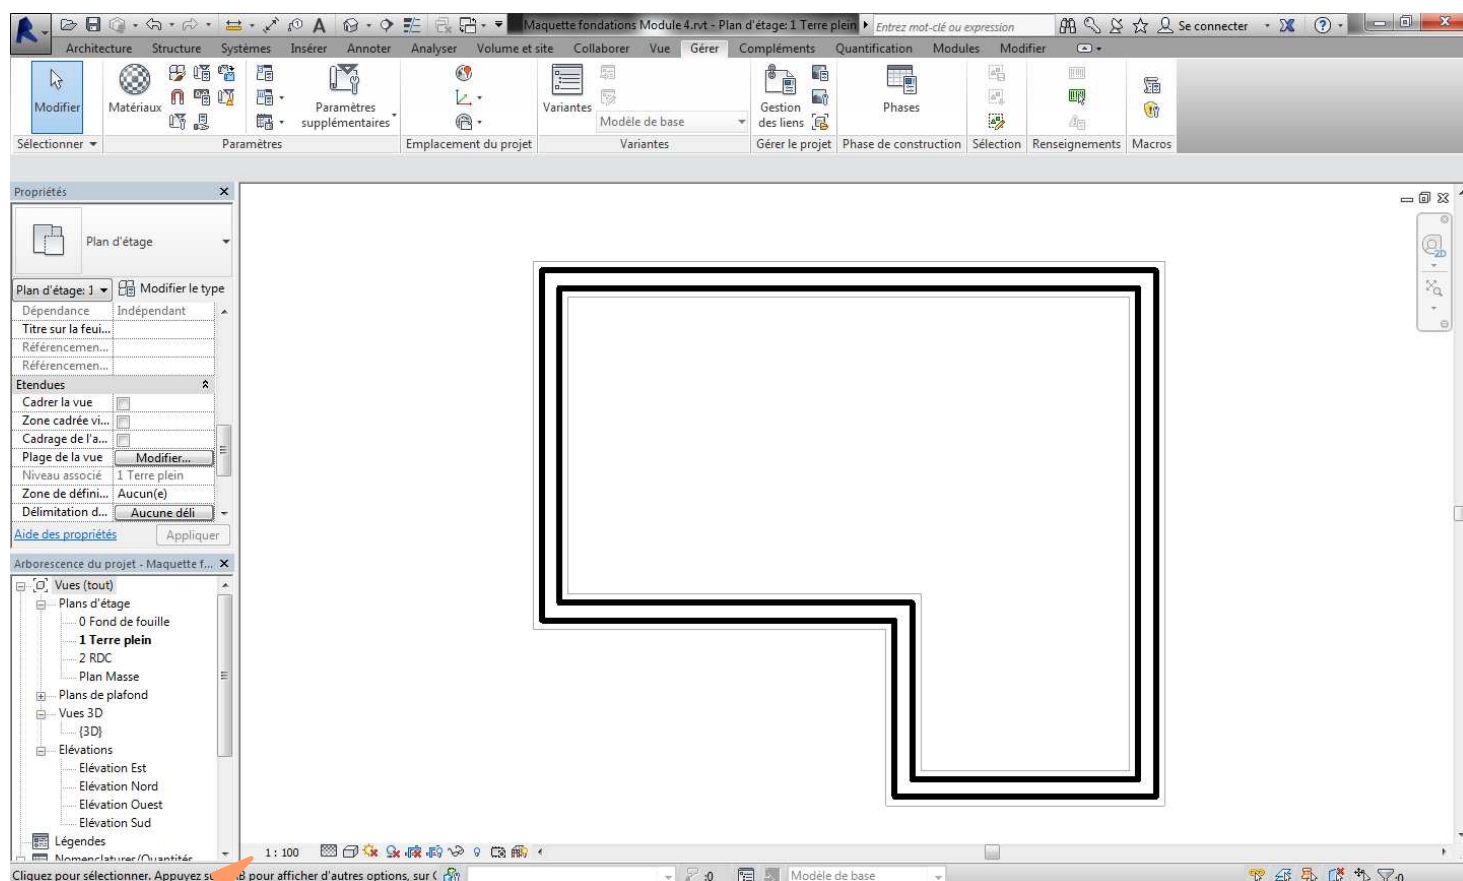 Maquette fondations Module 4.rvt - Plan d'étage: 1 Terre plein
Entrez mot-clé ou expression
Se connecter
Architecture Structure Systèmes Insérer Annoter Analyser Volume et site Collaborer Vue Gérer Compléments Quantification Modules Modifier
Modifier
Matériaux
Paramètres
supplémentaires
Variantes
Modèle de base
Gestion
des liens
Phases
Sélectionner Paramètres Emplacement du projet Variantes Gérer le projet Phase de construction Sélection Renseignements Macros
Propriétés
Plan d'étage
2D
Plan d'étage: 1 Modifier le type
Dépendance Indépendant
Titre sur la feui...
Référencemen...
Référencemen...
Etendues
Cadrer la vue
Zone cadrée vi...
Cadrage de l'a...
Plage de la vue Modifier...
Niveau associé 1 Terre plein
Zone de défini... Aucun(e)
Délimitation d... Aucune déli
Aide des propriétés Appliquer
Arborescence du projet - Maquette f...
Vues (tout)
Plans d'étage
0 Fond de fouille
1 Terre plein
2 RDC
Plan Masse
Plans de plafond
Vues 3D
{3D}
Elévations
Elévation Est
Elévation Nord
Elévation Ouest
Elévation Sud
Légendes
Nomenclatures/Quantités
1 : 100
Cliquez pour sélectionner. Appuyez su B pour afficher d'autres options, sur C
:0 Modèle de base :0